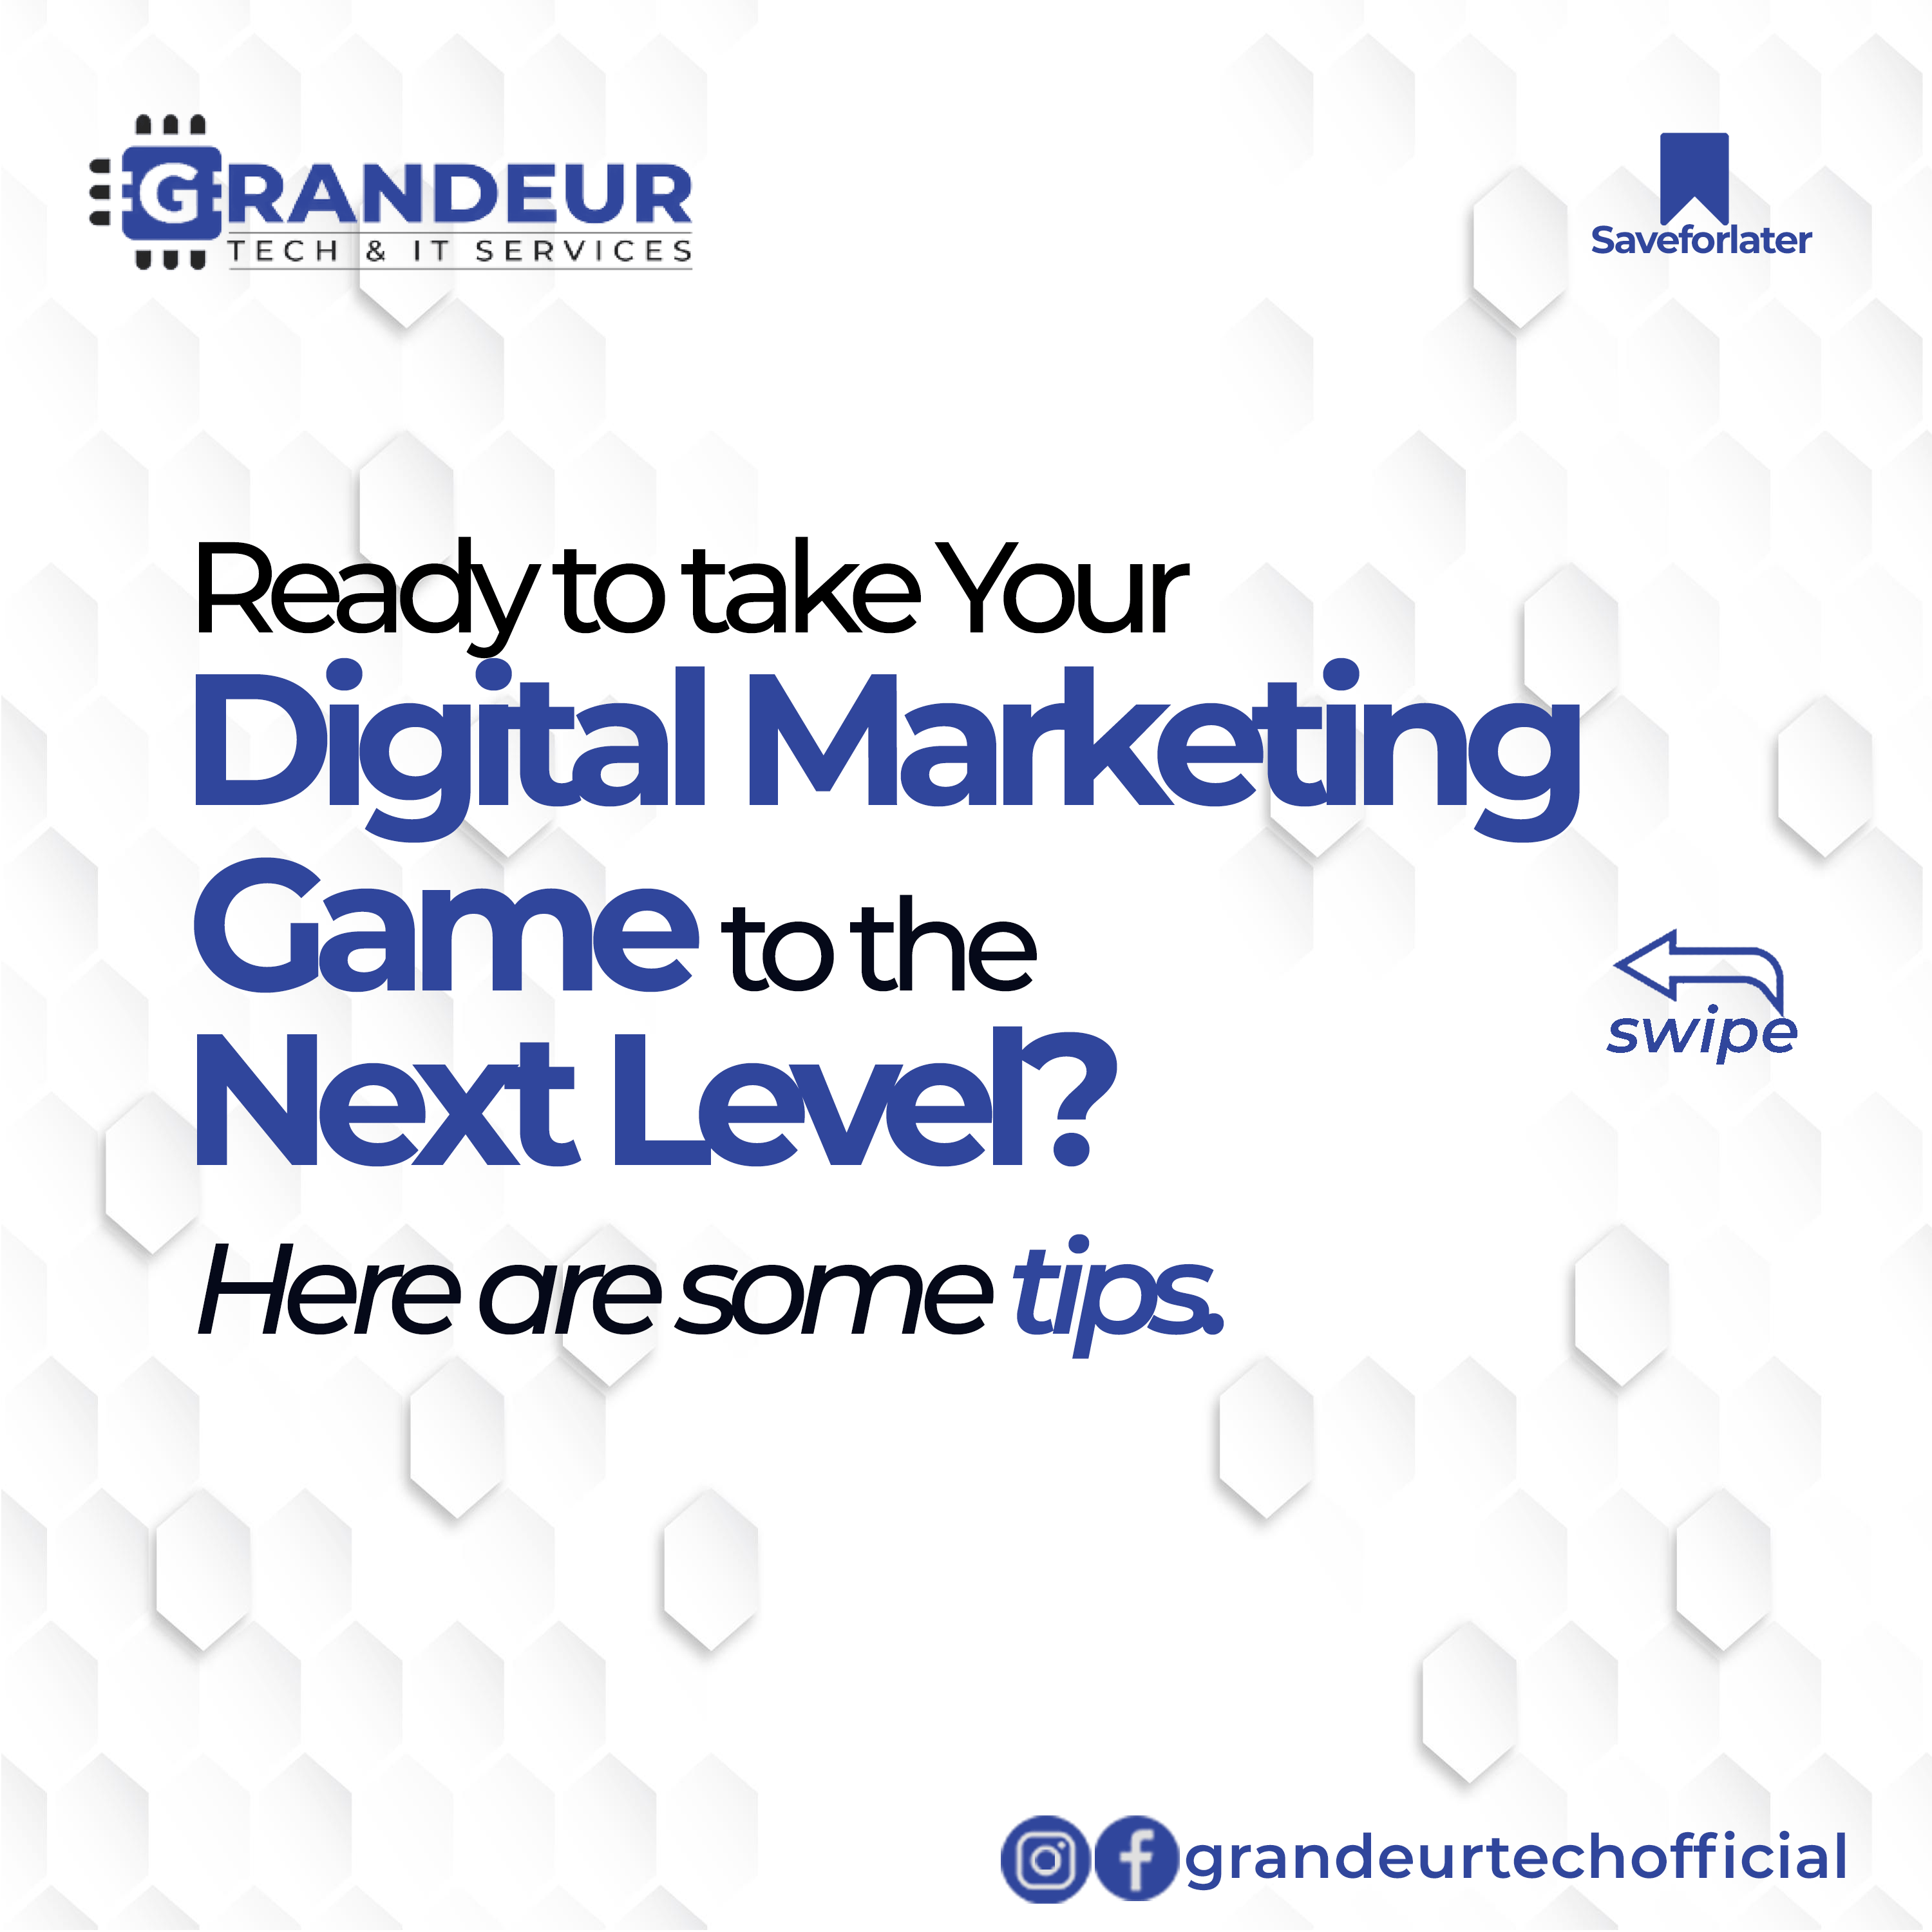 GRANDEUR
TECH & IT SERVICES
Saveforlater
Ready to take Your
Digital Marketing
Game to the
Next Level?
Here are some tips.
swipe
grandeurtechofficial